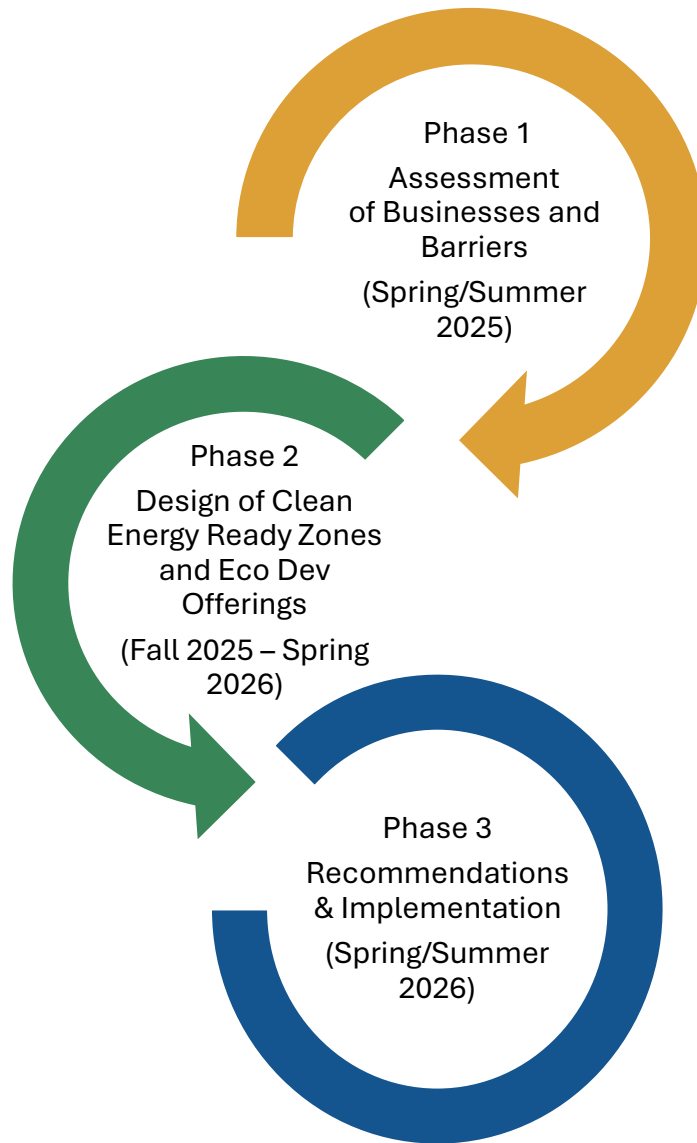 Phase 1
Assessment
of Businesses and
Barriers
(Spring/Summer
2025)
Phase 2
Design of Clean
Energy Ready Zones
and Eco Dev
Offerings
(Fall 2025 – Spring
2026)
Phase 3
Recommendations
& Implementation
(Spring/Summer
2026)